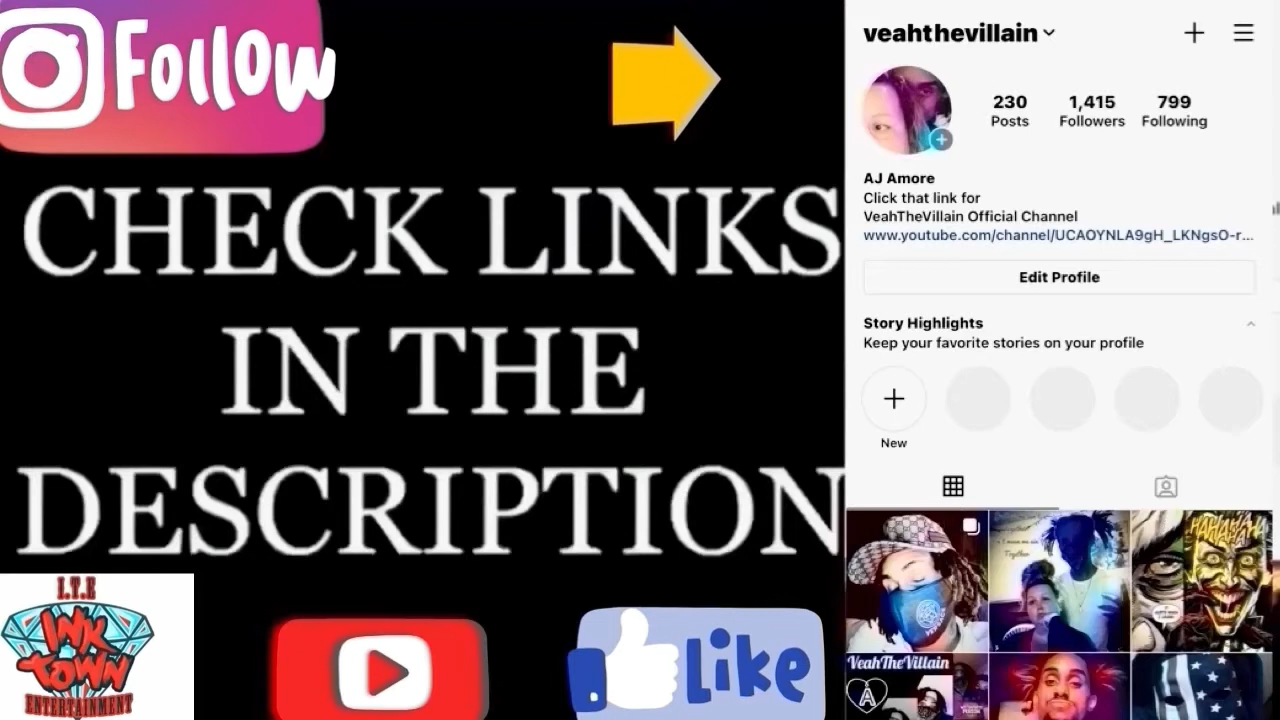 Follow
CHECK LINKS
IN THE
DESCRIPTION
I.T.E
INK
TOWN
ENTERTAINMENT
LIKE
veahthevillain
230
1,415
799
Posts
Followers
Following
AJ Amore
Click that link for
VeahTheVillain Official Channel
www.youtube.com/channel/UCAOYNLA9gH_LKNgsO-r...
Edit Profile
Story Highlights
Keep your favorite stories on your profile
New
Together
HAHAHAHA
VeahTheVillain
A